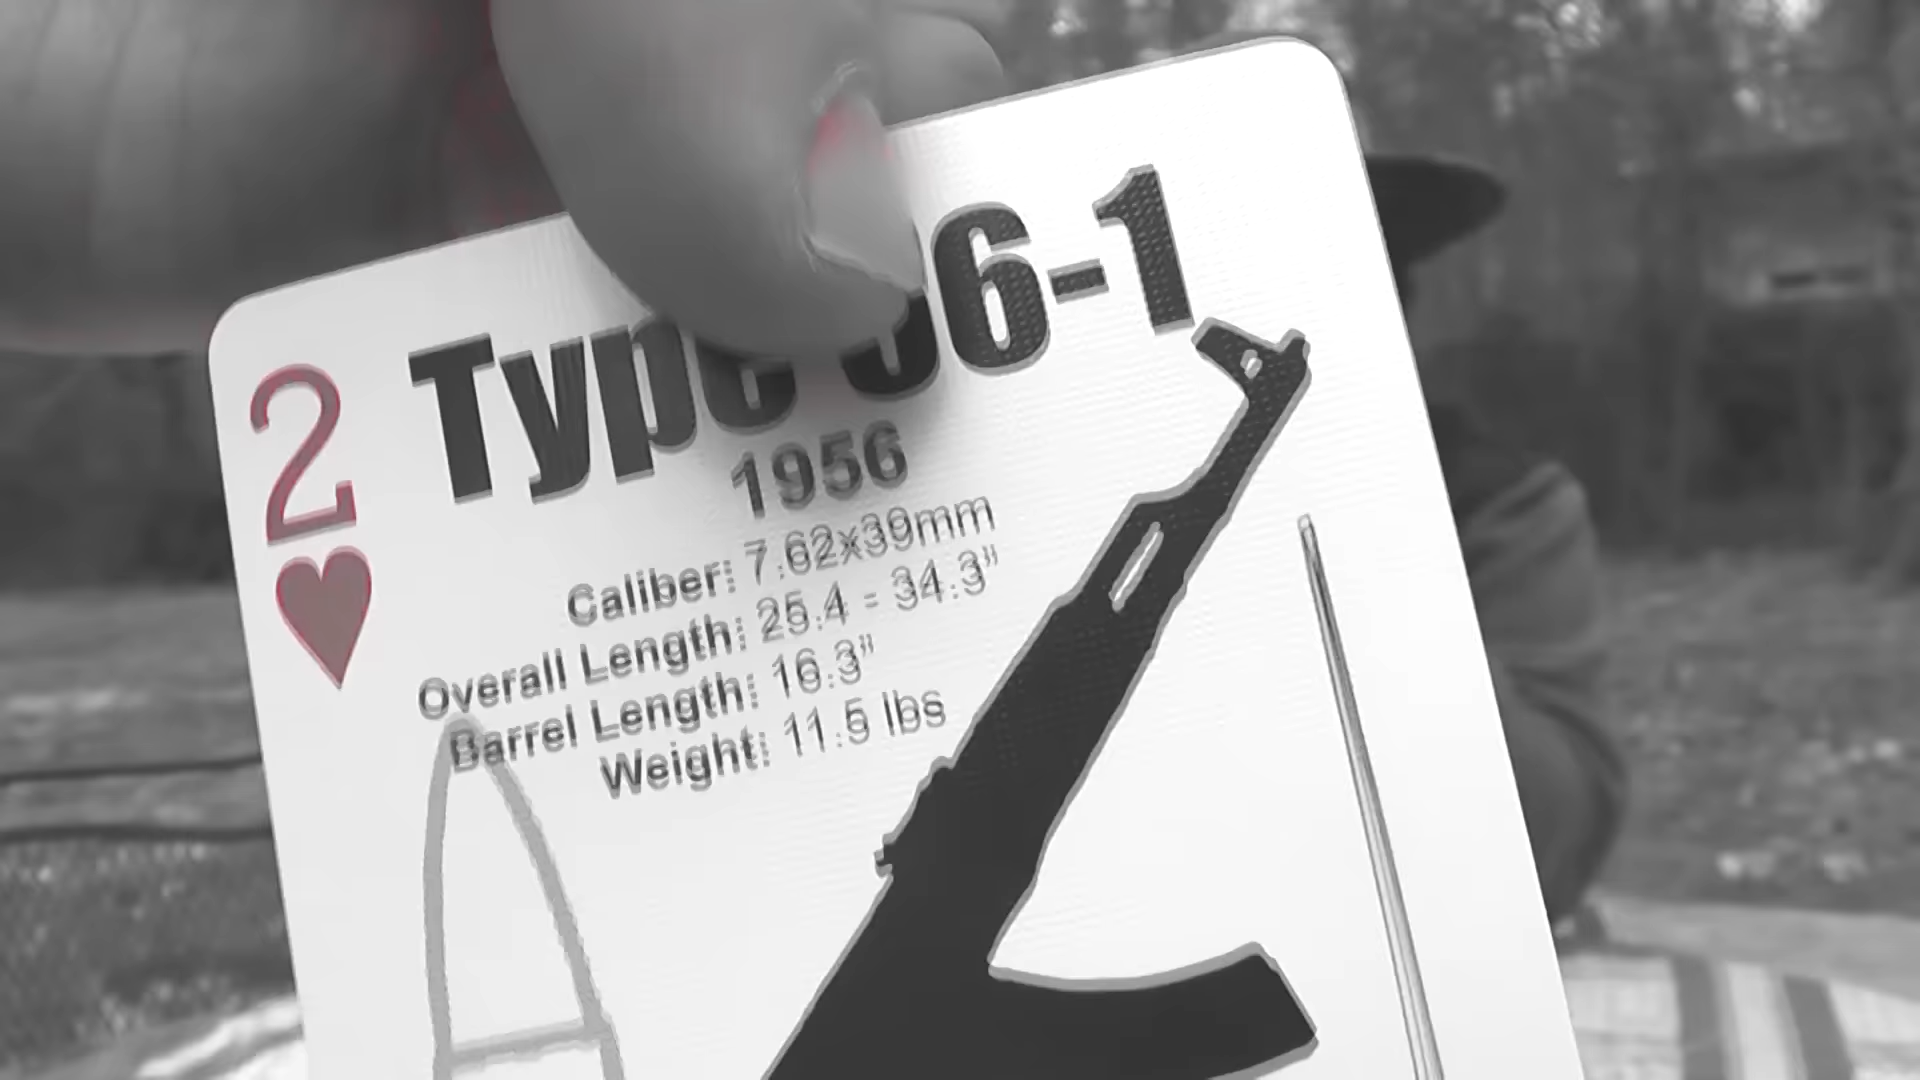 2
Type 56-1
1956
Caliber: 7.62x39mm
Overall Length: 25.4 = 34.3"
Barrel Length: 16.3"
Weight: 11.5 lbs